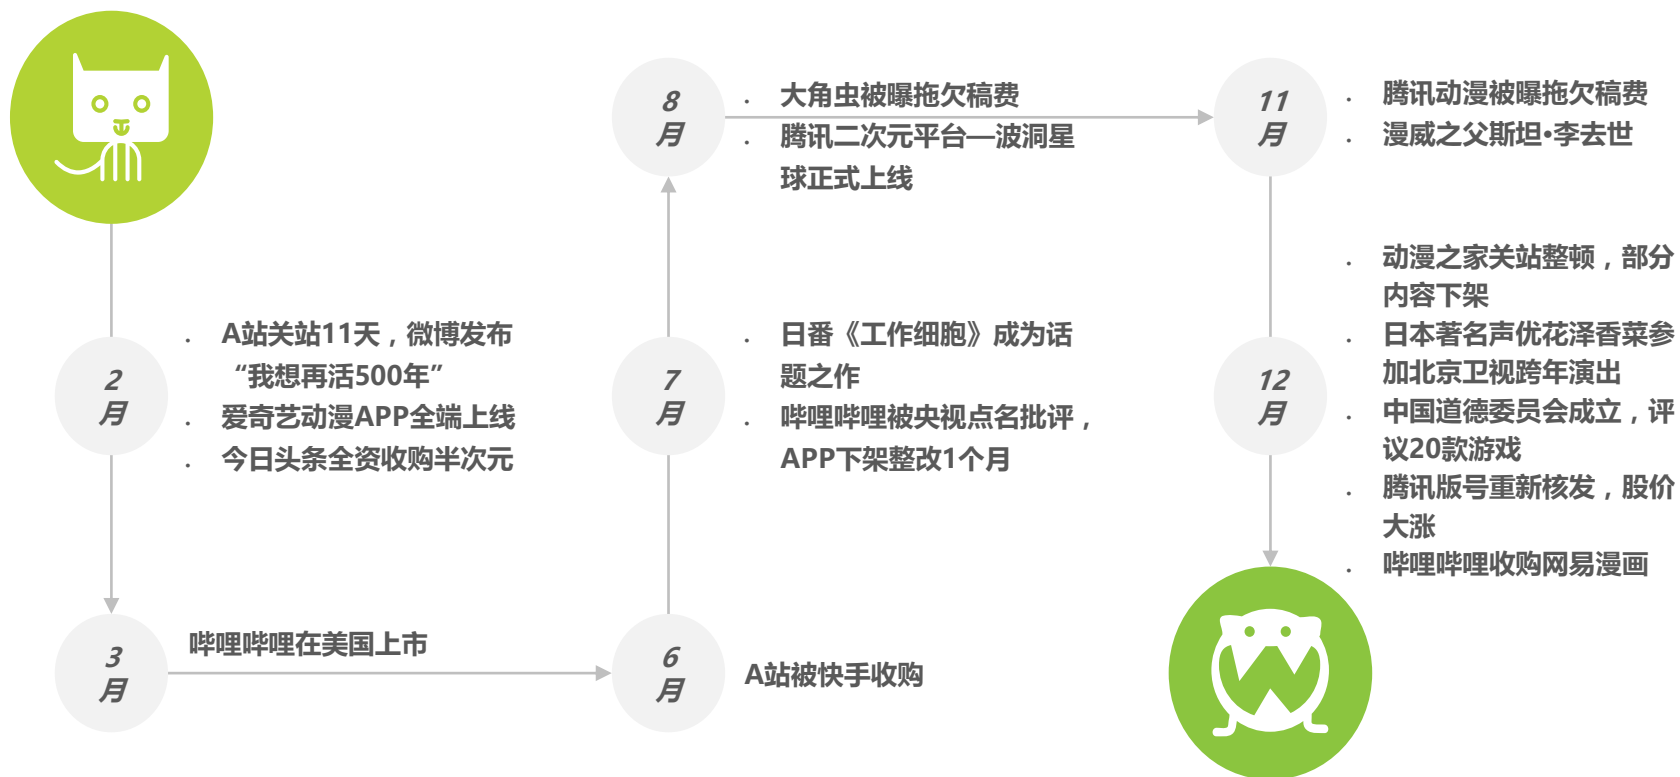 2
月
. A站关站11天，微博发布
“我想再活500年”
. 爱奇艺动漫APP全端上线
. 今日头条全资收购半次元
3
月
哔哩哔哩在美国上市
6
月
A站被快手收购
7
月
. 日番《工作细胞》成为话
题之作
. 哔哩哔哩被央视点名批评，
APP下架整改1个月
8
月
. 大角虫被曝拖欠稿费
. 腾讯二次元平台—波洞星
球正式上线
11
月
. 腾讯动漫被曝拖欠稿费
. 漫威之父斯坦•李去世
12
月
. 动漫之家关站整顿，部分
内容下架
. 日本著名声优花泽香菜参
加北京卫视跨年演出
. 中国道德委员会成立，评
议20款游戏
. 腾讯版号重新核发，股价
大涨
. 哔哩哔哩收购网易漫画